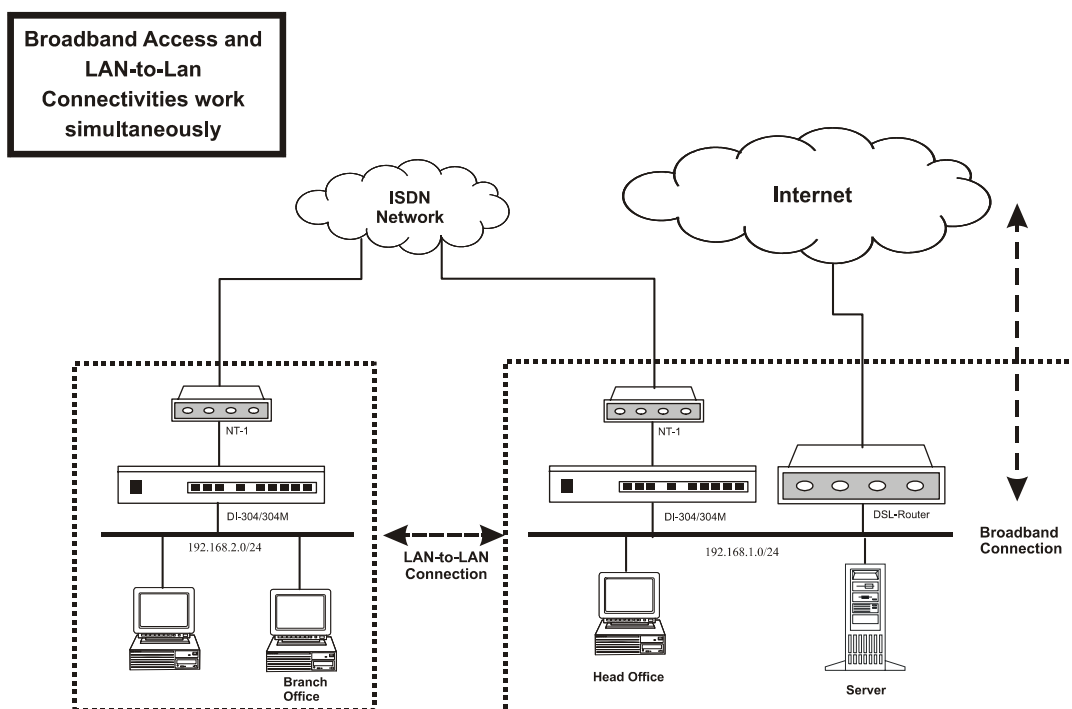 Broadband Access and
LAN-to-Lan
Connectivities work
simultaneously
ISDN
Network
Internet
NT-1
NT-1
DI-304/304M
DI-304/304M
DSL-Router
192.168.2.0/24
LAN-to-LAN
Connection
192.168.1.0/24
Broadband
Connection
Branch
Office
Head Office
Server